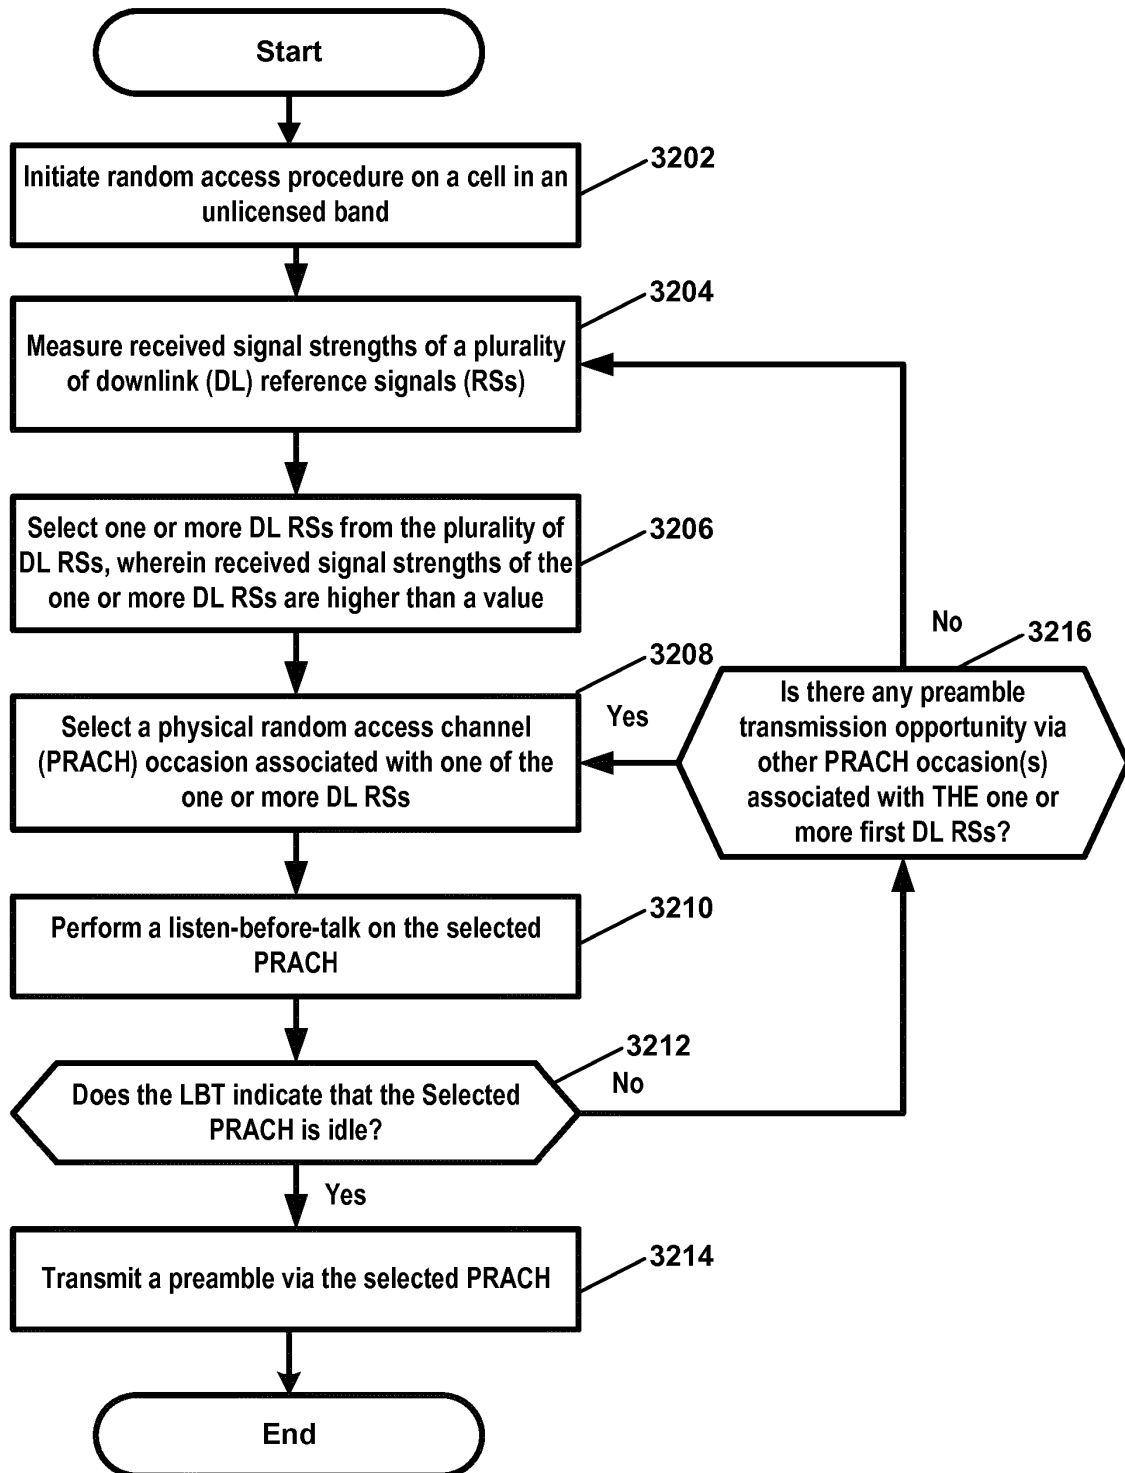 Start
3202
Initiate random access procedure on a cell in an
unlicensed band
3204
Measure received signal strengths of a plurality
of downlink (DL) reference signals (RSs)
3206
Select one or more DL RSs from the plurality of
DL RSs, wherein received signal strengths of the
one or more DL RSs are higher than a value
No
3216
3208
Select a physical random access channel
(PRACH) occasion associated with one of the
one or more DL RSs
Yes
Is there any preamble
transmission opportunity via
other PRACH occasion(s)
associated with THE one or
more first DL RSs?
3210
Perform a listen-before-talk on the selected
PRACH
3212
Does the LBT indicate that the Selected
PRACH is idle?
No
Yes
3214
Transmit a preamble via the selected PRACH
End